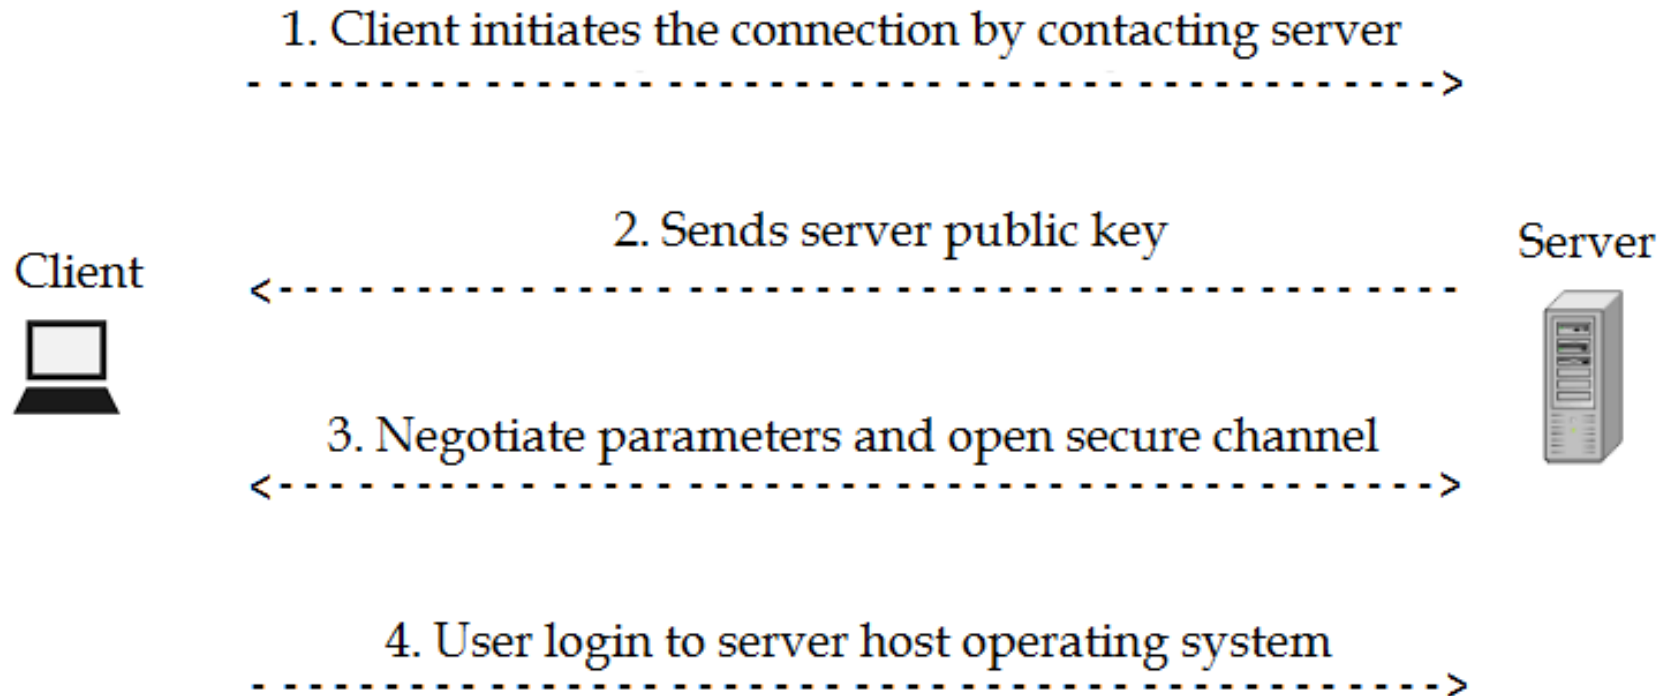 1. Client initiates the connection by contacting server
2. Sends server public key
Server
Client
3. Negotiate parameters and open secure channel
4. User login to server host operating system